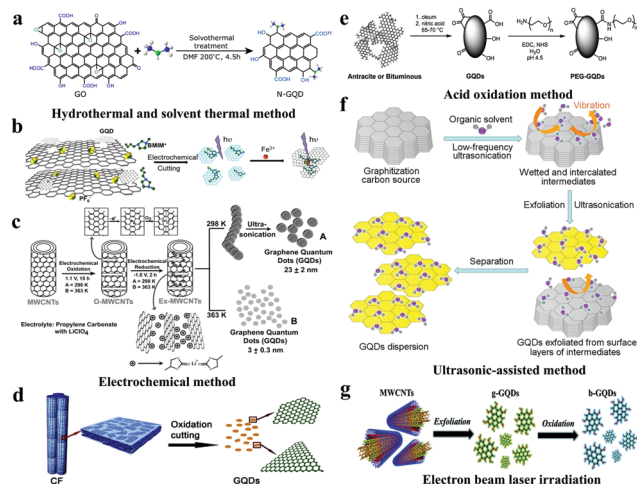 a
HOOC
GO
Solvothermal
treatment
DMF 200°C, 4.5h
N-GQD
Hydrothermal and solvent thermal method
b
GQD
BMIM⁺
PF₆⁻
Electrochemical
Cutting
hν
Fe³⁺
hν
c
MWCNTs
Electrochemical
Oxidation
1.1 V, 15 h
A = 298 K
B = 363 K
O-MWCNTs
Electrochemical
Reduction
-1.0 V, 2 h
A = 298 K
B = 363 K
Ex-MWCNTs
298 K
Ultra-
sonication
A
Graphene Quantum
Dots (GQDs)
23 ± 2 nm
363 K
B
Graphene Quantum
Dots (GQDs)
3 ± 0.3 nm
Electrolyte: Propylene Carbonate
with LiClO₄
Electrochemical method
d
CF
Oxidation
cutting
GQDs
e
Antracite or Bituminous
1. oleum
2. nitric acid
65-70 °C
GQDs
EDC, NHS
H₂O
pH 4.5
PEG-GQDs
Acid oxidation method
f
Graphitization
carbon source
Organic solvent
Low-frequency
ultrasonication
Vibration
Wetted and intercalated
intermediates
Exfoliation
Ultrasonication
GQDs exfoliated from surface
layers of intermediates
Separation
GQDs dispersion
Ultrasonic-assisted method
g
MWCNTs
Exfoliation
g-GQDs
Oxidation
b-GQDs
Electron beam laser irradiation